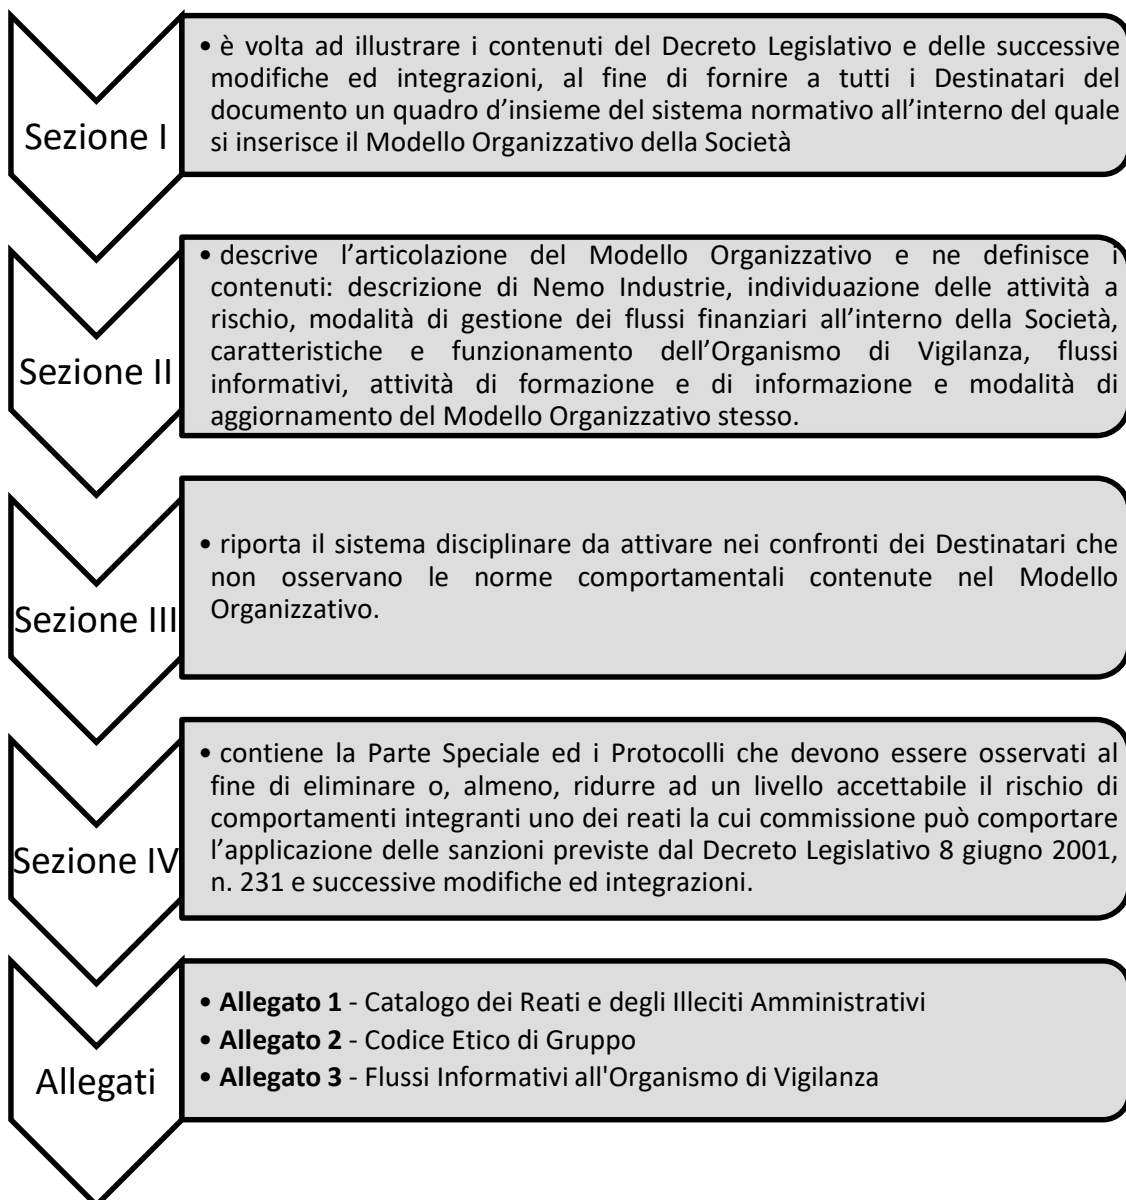 Sezione I
• è volta ad illustrare i contenuti del Decreto Legislativo e delle successive
modifiche ed integrazioni, al fine di fornire a tutti i Destinatari del
documento un quadro d’insieme del sistema normativo all’interno del quale
si inserisce il Modello Organizzativo della Società
Sezione II
• descrive l’articolazione del Modello Organizzativo e ne definisce i
contenuti: descrizione di Nemo Industrie, individuazione delle attività a
rischio, modalità di gestione dei flussi finanziari all’interno della Società,
caratteristiche e funzionamento dell’Organismo di Vigilanza, flussi
informativi, attività di formazione e di informazione e modalità di
aggiornamento del Modello Organizzativo stesso.
Sezione III
• riporta il sistema disciplinare da attivare nei confronti dei Destinatari che
non osservano le norme comportamentali contenute nel Modello
Organizzativo.
Sezione IV
• contiene la Parte Speciale ed i Protocolli che devono essere osservati al
fine di eliminare o, almeno, ridurre ad un livello accettabile il rischio di
comportamenti integranti uno dei reati la cui commissione può comportare
l’applicazione delle sanzioni previste dal Decreto Legislativo 8 giugno 2001,
n. 231 e successive modifiche ed integrazioni.
Allegati
• Allegato 1 - Catalogo dei Reati e degli Illeciti Amministrativi
• Allegato 2 - Codice Etico di Gruppo
• Allegato 3 - Flussi Informativi all'Organismo di Vigilanza